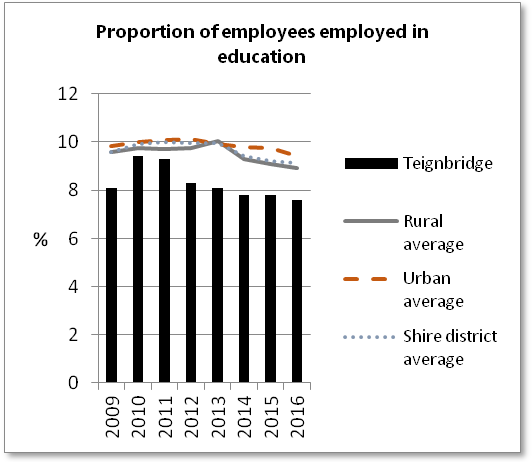 Proportion of employees employed in
education
12
10
8
6
4
2
0
%
2009
2010
2011
2012
2013
2014
2015
2016
Teignbridge
Rural
average
Urban
average
Shire district
average